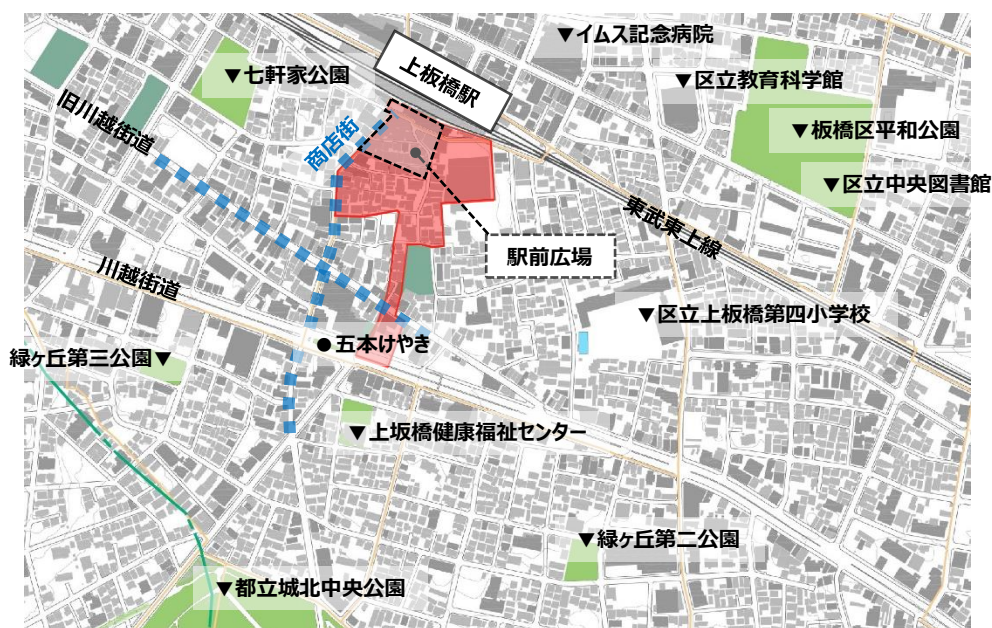 ▼イムス記念病院
上板橋駅
▼七軒家公園
▼区立教育科学館
旧川越街道
商店街
▼板橋区平和公園
▼区立中央図書館
東武東上線
駅前広場
川越街道
▼区立上板橋第四小学校
●五本けやき
緑ヶ丘第三公園▼
▼上坂橋健康福祉センター
▼緑ヶ丘第二公園
▼都立城北中央公園